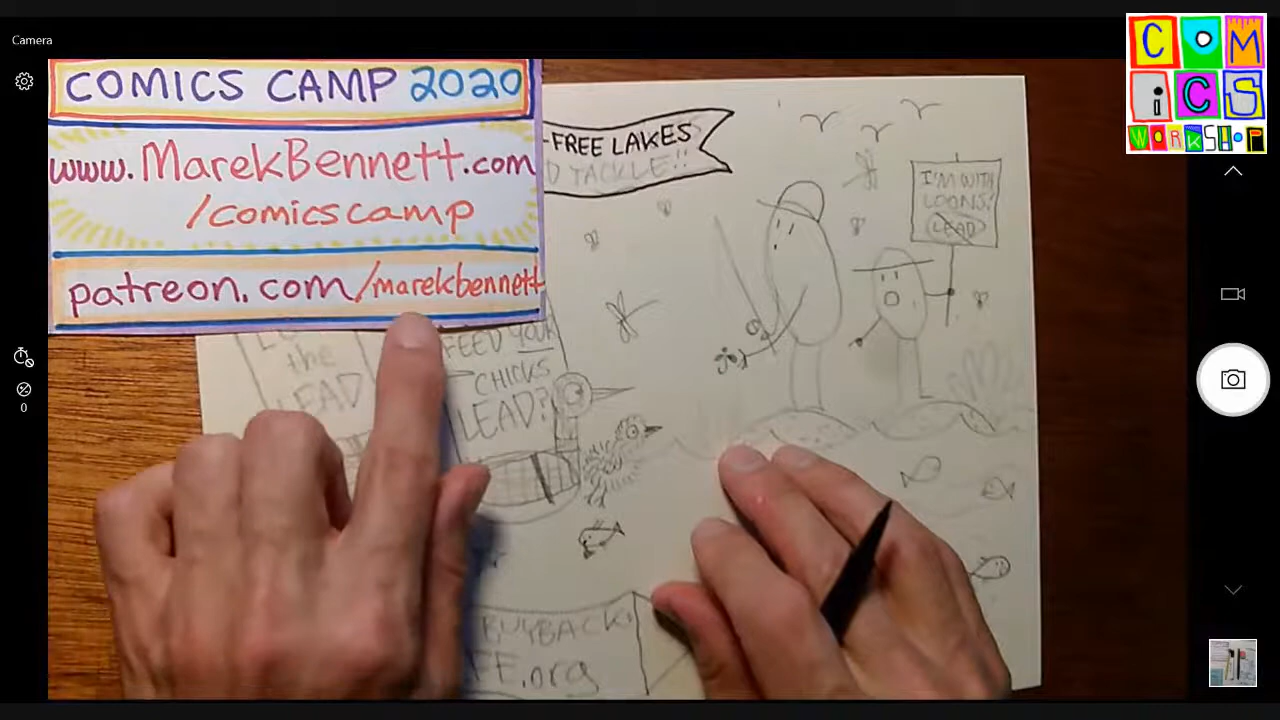 Camera
COMICS
WORKSHOP
COMICS CAMP 2020
www.MarekBennett.com
/comicscamp
patreon.com/marekbennett
-FREE LAKES
D TACKLE!!
I'M WITH
LOONS!
LEAD
the
LEAD
FEED YOUR
CHICKS
LEAD?
BUYBACK.
.org
0